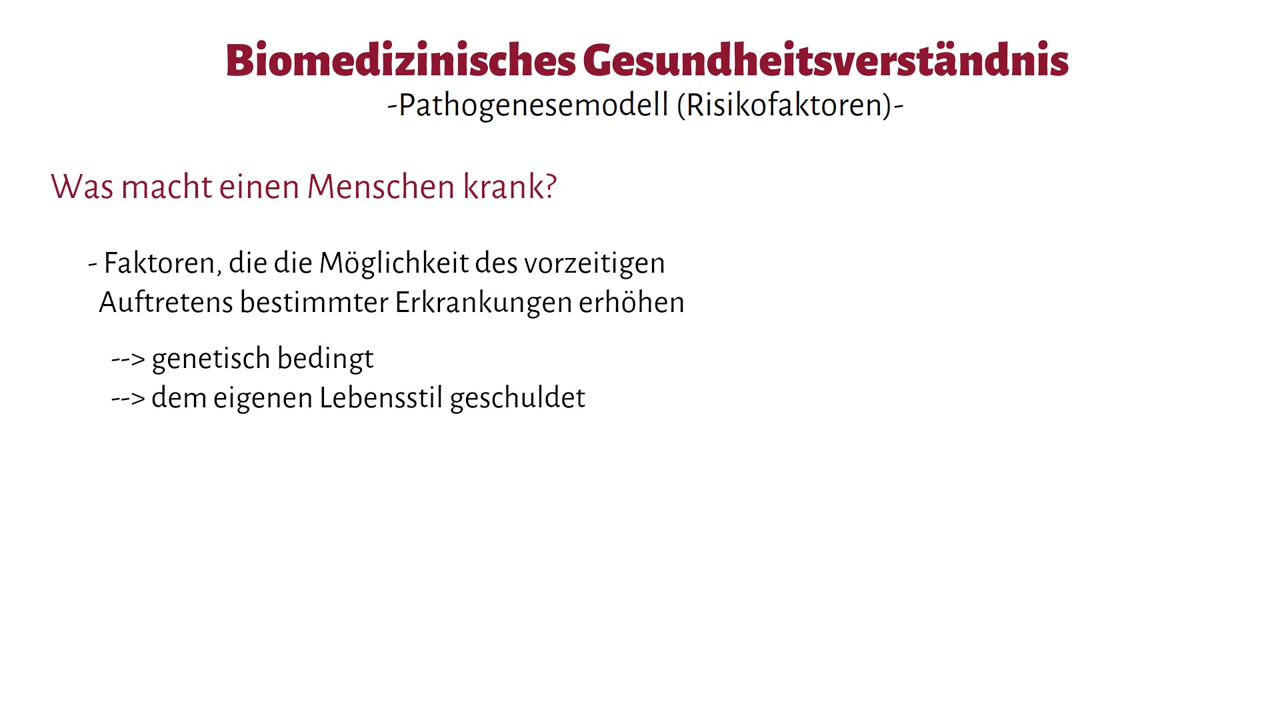 Biomedizinisches Gesundheitsverständnis
-Pathogenesemodell (Risikofaktoren)-
Was macht einen Menschen krank?
- Faktoren, die die Möglichkeit des vorzeitigen
Auftretens bestimmter Erkrankungen erhöhen
--> genetisch bedingt
--> dem eigenen Lebensstil geschuldet